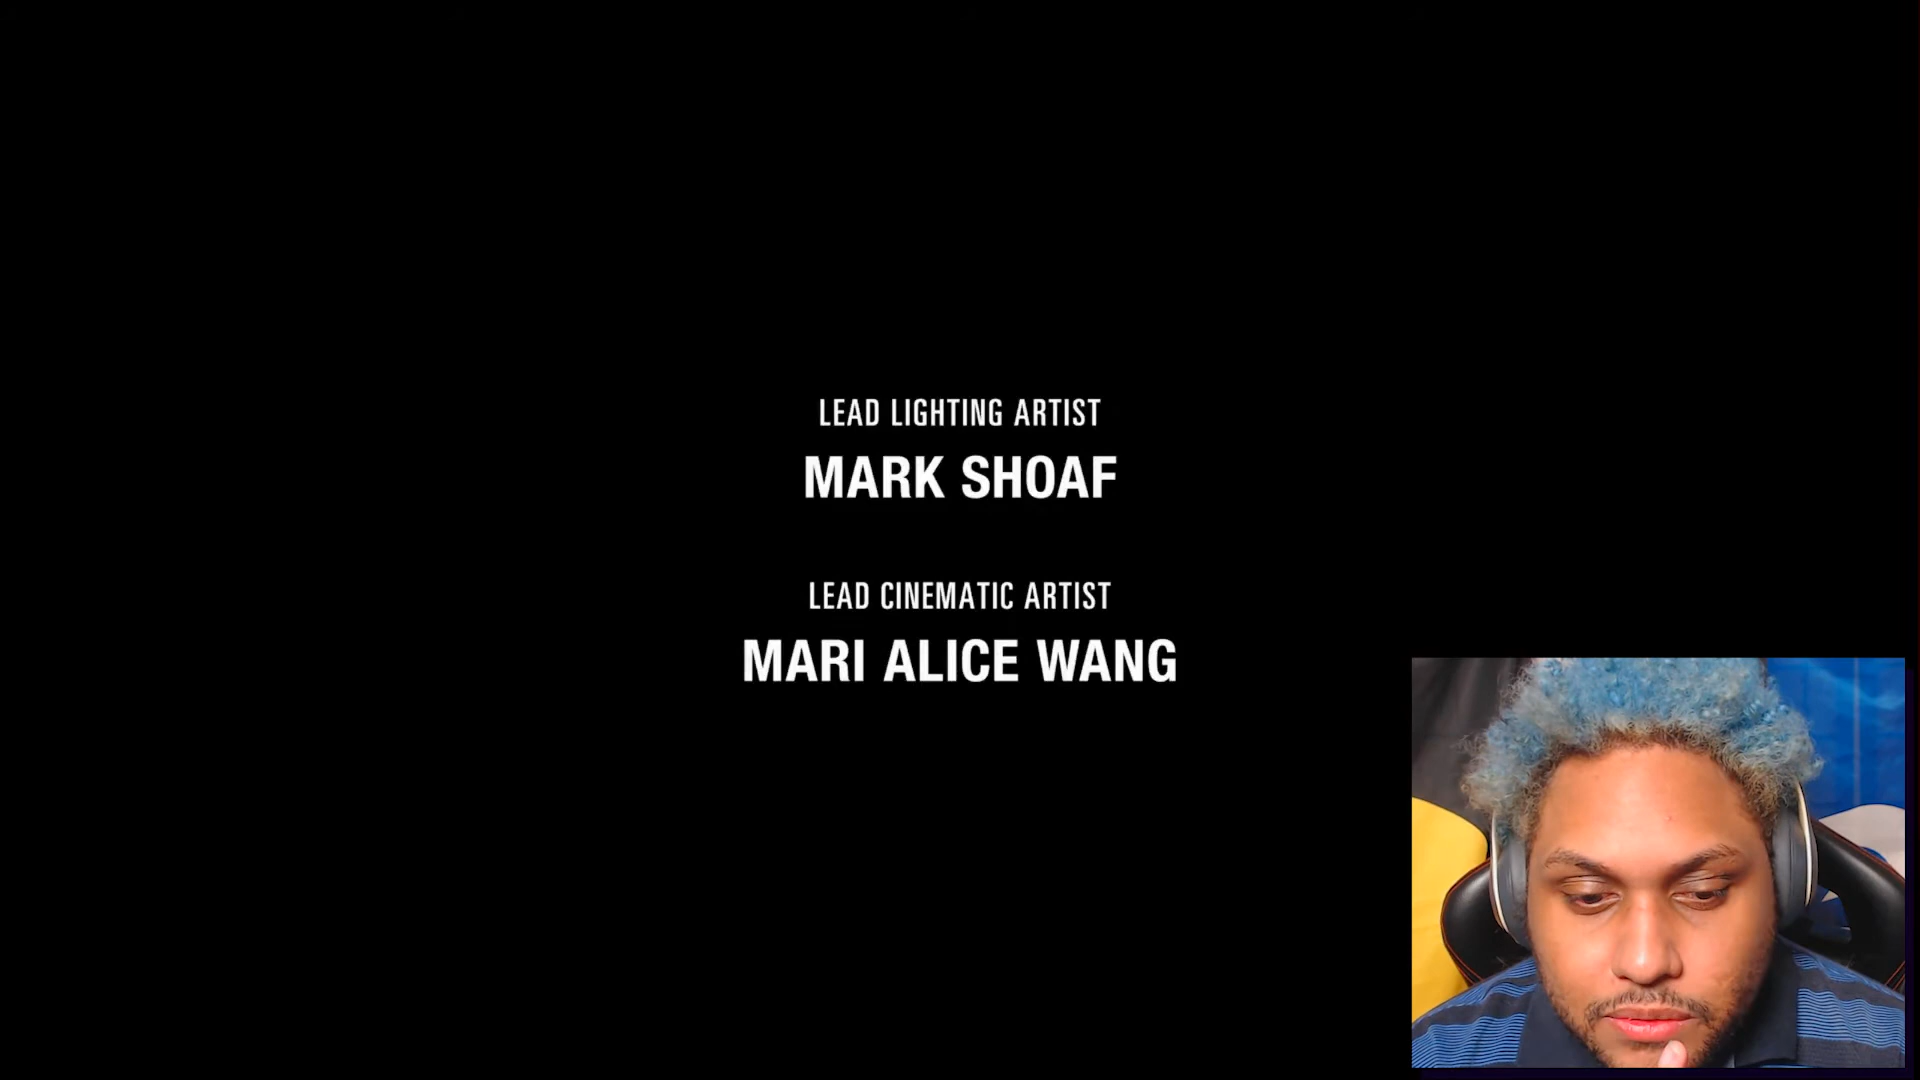 LEAD LIGHTING ARTIST
MARK SHOAF
LEAD CINEMATIC ARTIST
MARI ALICE WANG